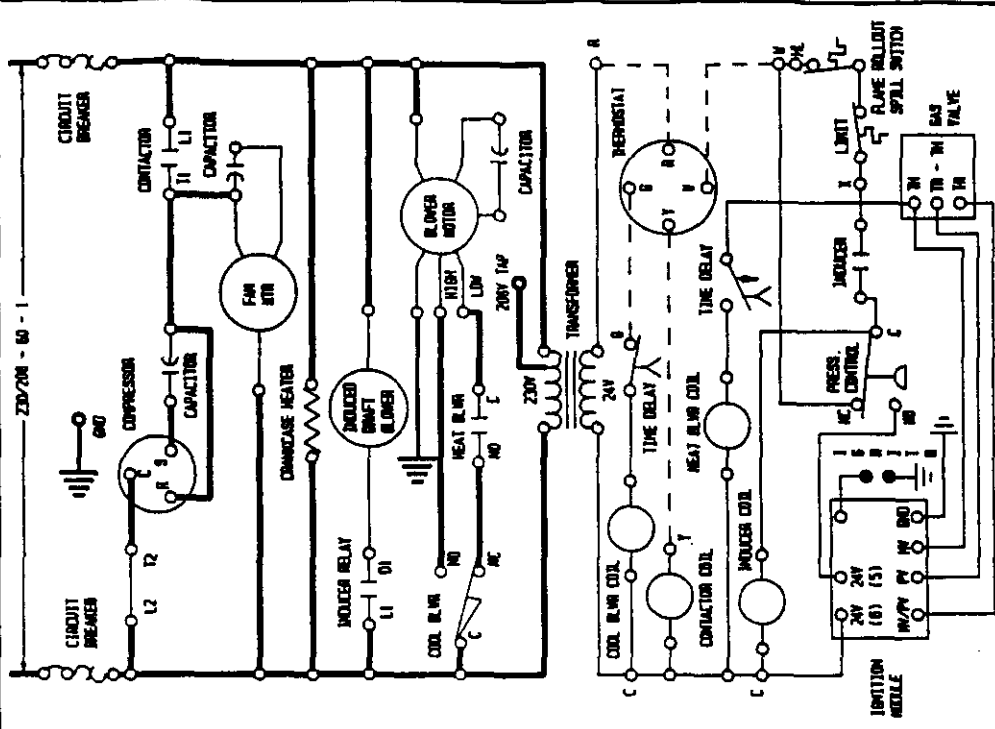 230/208 - 60 - 1
CIRCUIT BREAKER
CIRCUIT BREAKER
GND
L2
T2
COMPRESSOR
C
R
S
CAPACITOR
CONTACTOR
T1
L1
CAPACITOR
FAN MTR
CRANKCASE HEATER
INDUCER RELAY
L1
01
INDUCED DRAFT BLOWER
COOL BLWR
C
NO
NC
HEAT BLWR
NO
C
HIGH
LOW
BLOWER MOTOR
CAPACITOR
208V TAP
230V
TRANSFORMER
24V
R
C
COOL BLWR COIL
TIME DELAY
G
THERMOSTAT
G
R
Y
W
CONTACTOR COIL
Y
HEAT BLWR COIL
TIME DELAY
C
INDUCER COIL
W
FLAME ROLLOUT
SPILL SWITCH
LIMIT
X
INDUCER
PRESS. CONTROL
NC
NO
C
GAS VALVE
TH
TR - TH
TR
IGNITION MODULE
24V (6)
24V (5)
MV/PV
PV
MV
GND
I
G
N
I
T
O
R